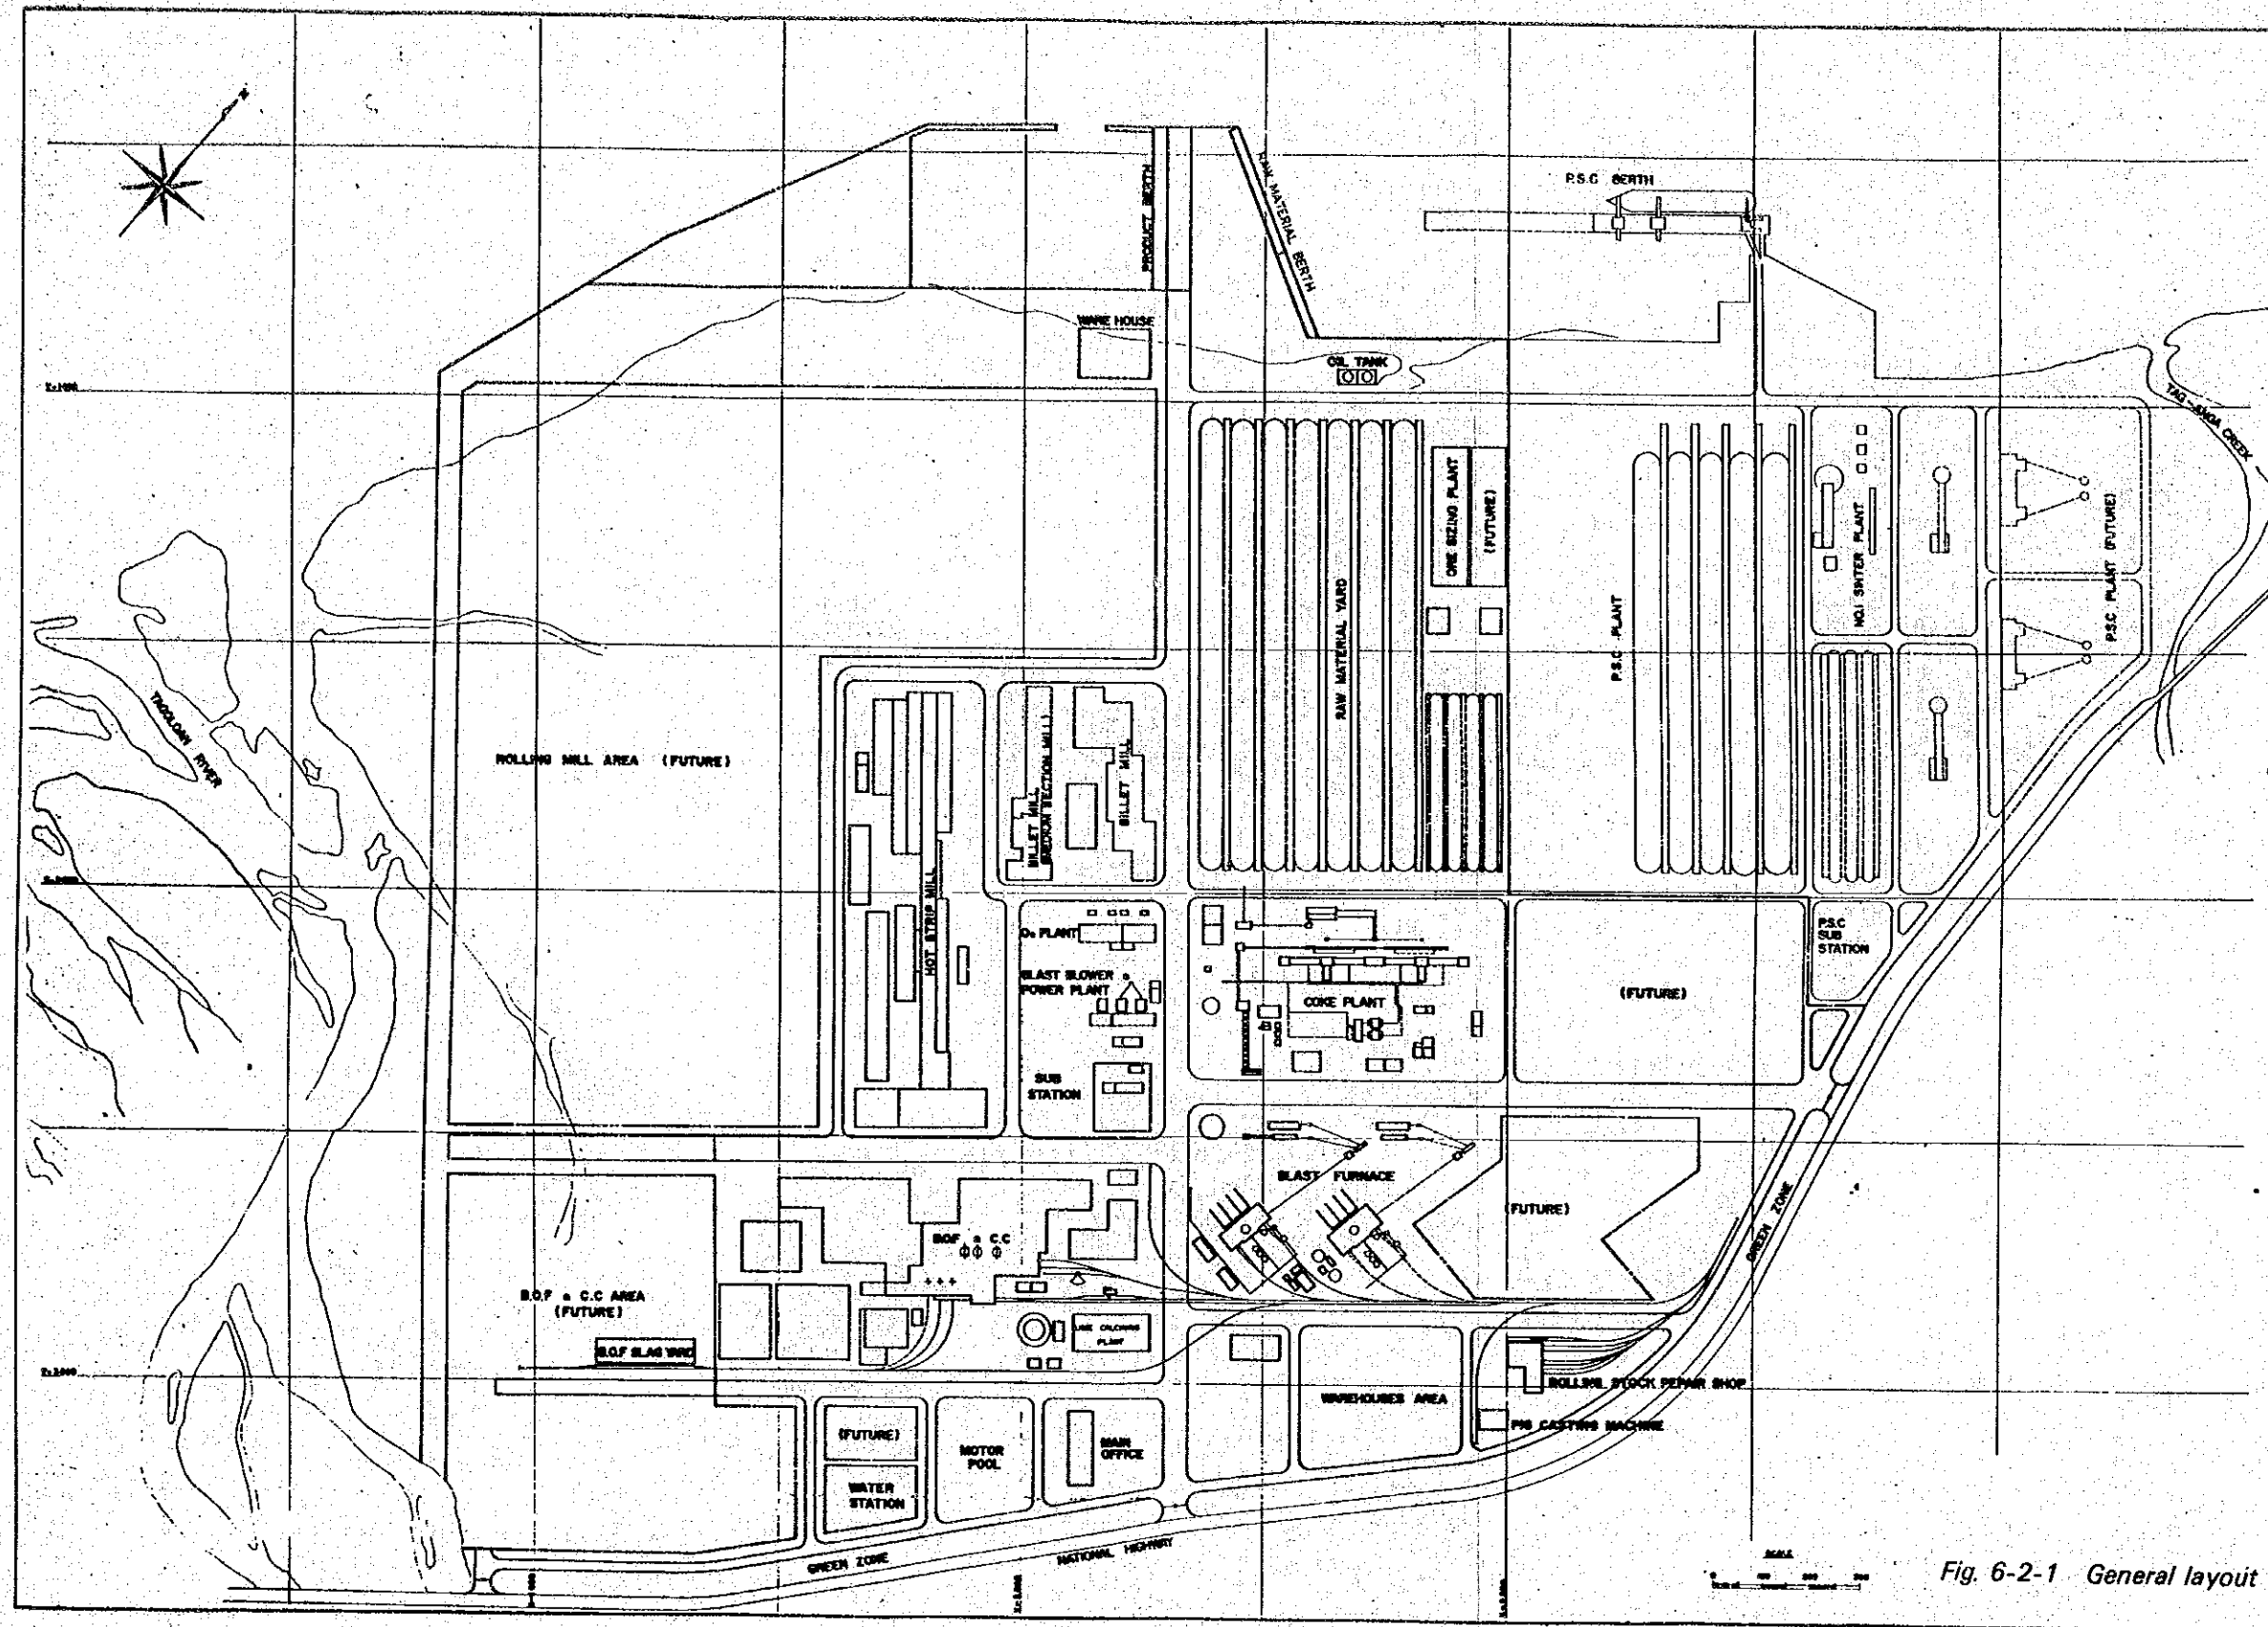 N
PRODUCT BERTH
RAW MATERIAL BERTH
P.S.C BERTH
WARE HOUSE
OIL TANK
TAG-ANGA CREEK
ORE SIZING PLANT
(FUTURE)
RAW MATERIAL YARD
P.S.C. PLANT
NO.1 SINTER PLANT
P.S.C PLANT (FUTURE)
TAGOLOAN RIVER
ROLLING MILL AREA (FUTURE)
BILLET MILL
BILLET MILL
HOT STRIP MILL
O₂ PLANT
BLAST BLOWER &
POWER PLANT
SUB
STATION
COKE PLANT
(FUTURE)
P.S.C
SUB
STATION
BLAST FURNACE
(FUTURE)
GREEN ZONE
B.O.F & C.C
B.O.F & C.C AREA
(FUTURE)
B.O.F SLAG YARD
LIME CALCINING
PLANT
ROLLING STOCK REPAIR SHOP
WAREHOUSES AREA
PIG CASTING MACHINE
(FUTURE)
MOTOR
POOL
MAIN
OFFICE
WATER
STATION
GREEN ZONE
NATIONAL HIGHWAY
SCALE
Fig. 6-2-1 General layout